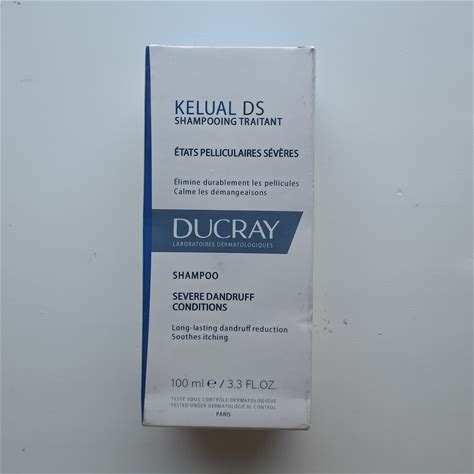 KELUAL DS
SHAMPOOING TRAITANT
ÉTATS PELLICULAIRES SÉVÈRES
Élimine durablement les pellicules
Calme les démangeaisons
DUCRAY
LABORATOIRES DERMATOLOGIQUES
SHAMPOO
SEVERE DANDRUFF
CONDITIONS
Long-lasting dandruff reduction
Soothes itching
100 ml e / 3.3 FL.OZ.
TESTÉ SOUS CONTRÔLE DERMATOLOGIQUE
TESTED UNDER DERMATOLOGICAL CONTROL
PARIS